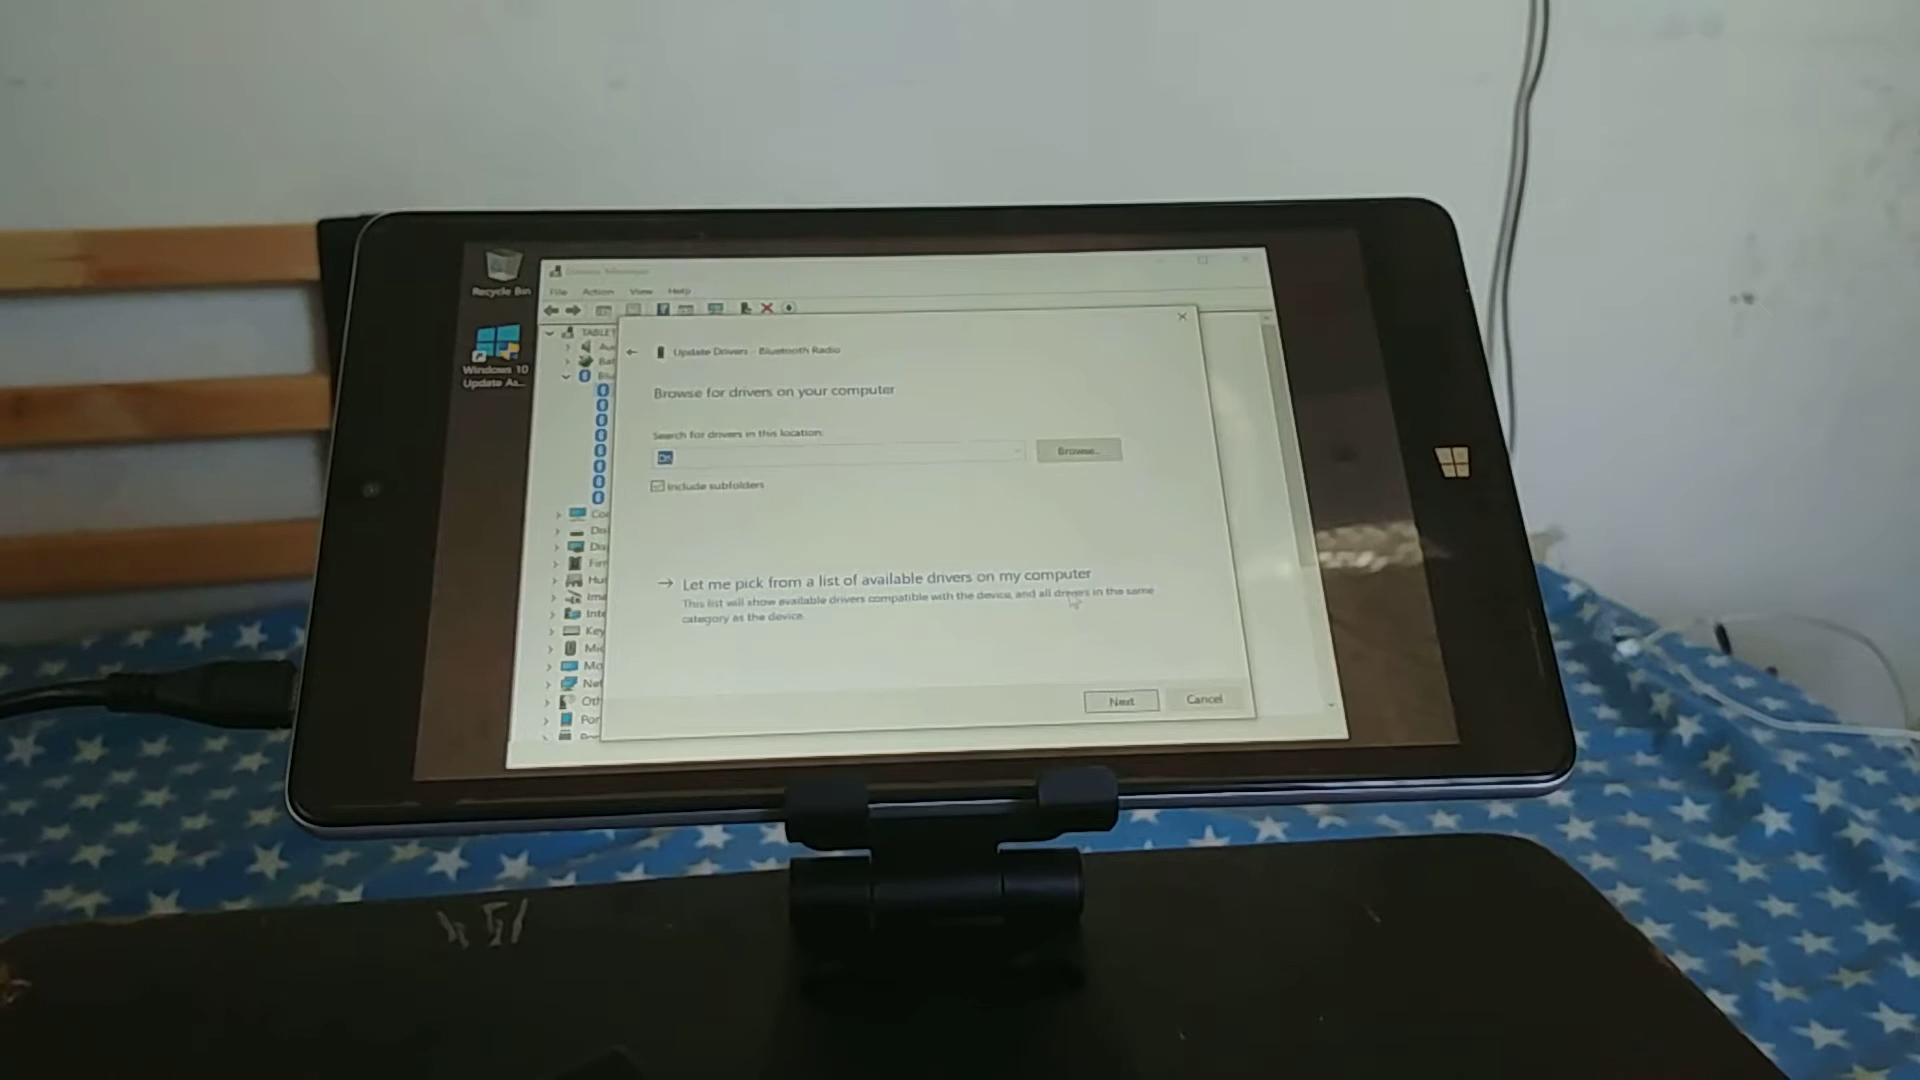 Recycle Bin
Windows 10
Update As...
Device Manager
File Action View Help
TABLET
Update Drivers - Bluetooth Radio
Browse for drivers on your computer
Search for drivers in this location:
Browse...
Include subfolders
Let me pick from a list of available drivers on my computer
This list will show available drivers compatible with the device, and all drivers in the same
category as the device.
Next Cancel